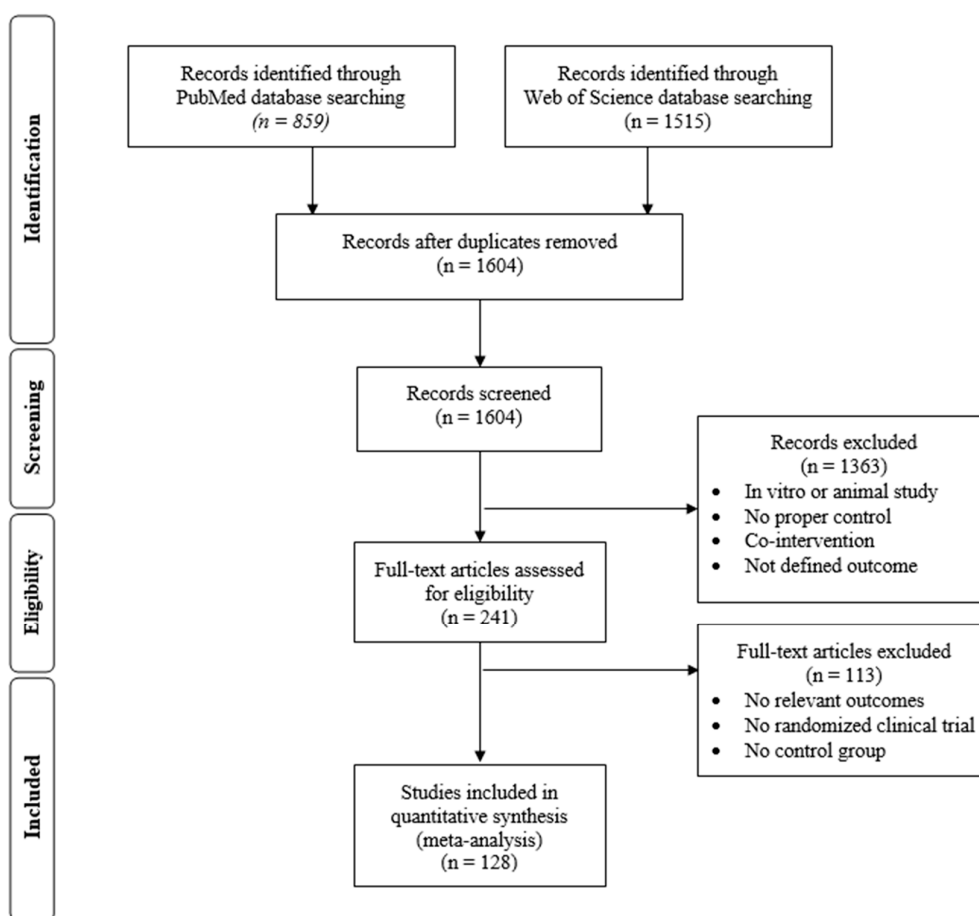 Identification
Records identified through
PubMed database searching
(n = 859)
Records identified through
Web of Science database searching
(n = 1515)
Records after duplicates removed
(n = 1604)
Screening
Records screened
(n = 1604)
Records excluded
(n = 1363)
• In vitro or animal study
• No proper control
• Co-intervention
• Not defined outcome
Eligibility
Full-text articles assessed
for eligibility
(n = 241)
Full-text articles excluded
(n = 113)
• No relevant outcomes
• No randomized clinical trial
• No control group
Included
Studies included in
quantitative synthesis
(meta-analysis)
(n = 128)